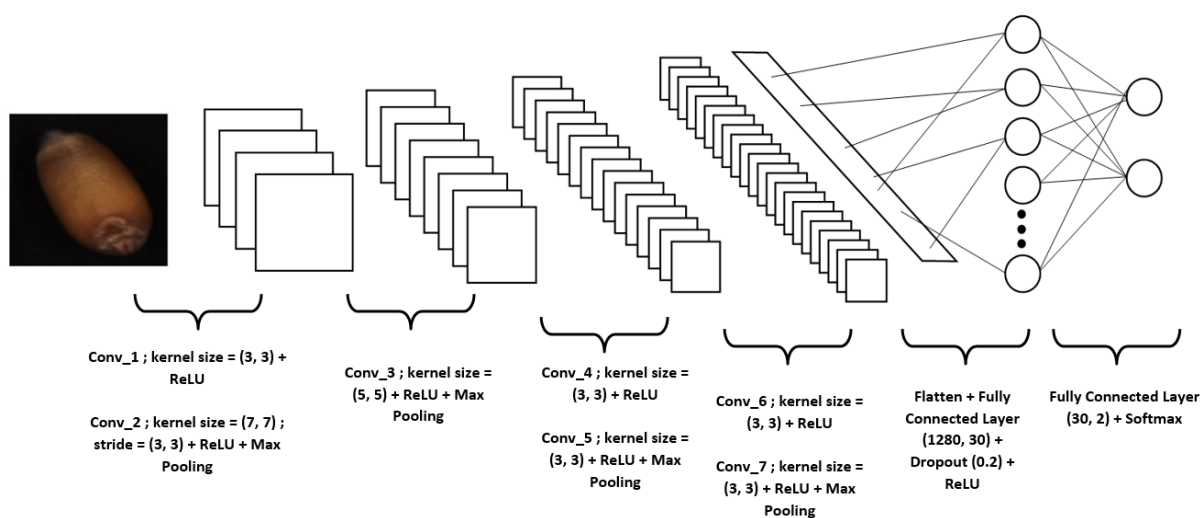 Conv_1 ; kernel size = (3, 3) +
ReLU
Conv_2 ; kernel size = (7, 7) ;
stride = (3, 3) + ReLU + Max
Pooling
Conv_3 ; kernel size =
(5, 5) + ReLU + Max
Pooling
Conv_4 ; kernel size =
(3, 3) + ReLU
Conv_5 ; kernel size =
(3, 3) + ReLU + Max
Pooling
Conv_6 ; kernel size =
(3, 3) + ReLU
Conv_7 ; kernel size =
(3, 3) + ReLU + Max
Pooling
Flatten + Fully
Connected Layer
(1280, 30) +
Dropout (0.2) +
ReLU
Fully Connected Layer
(30, 2) + Softmax